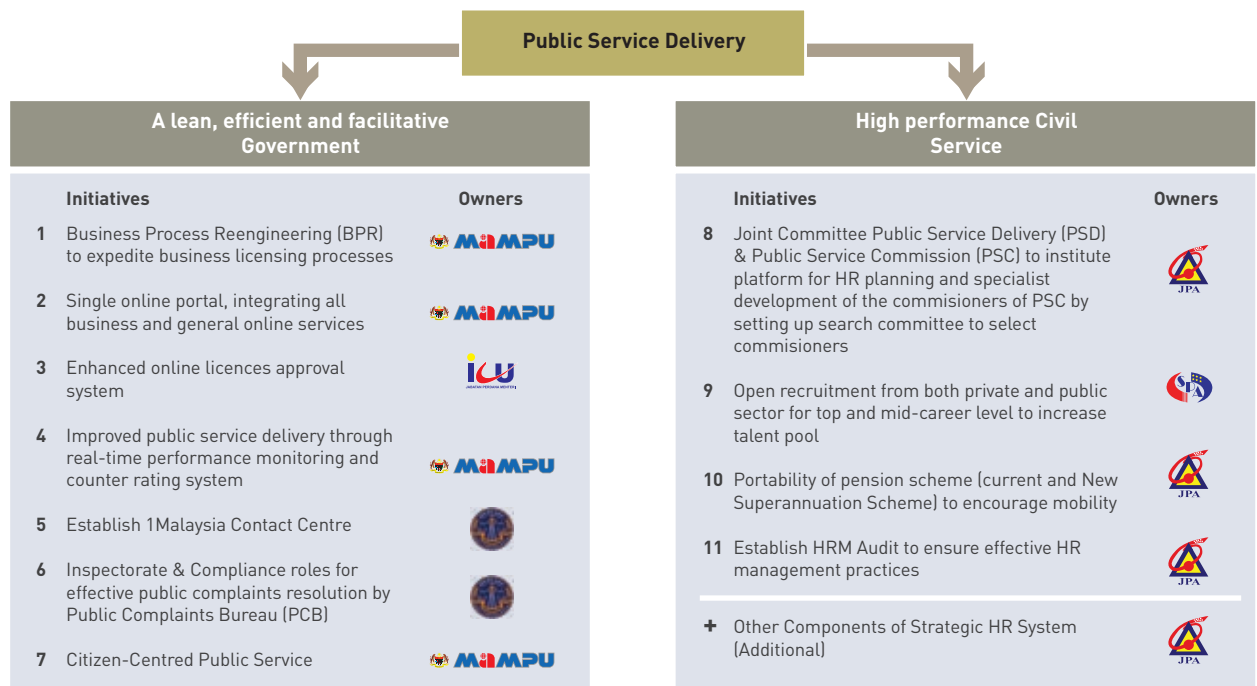 Public Service Delivery
A lean, efficient and facilitative
Government
Initiatives
Owners
1 Business Process Reengineering (BPR)
to expedite business licensing processes
MAMPU
2 Single online portal, integrating all
business and general online services
MAMPU
3 Enhanced online licences approval
system
icu
JABATAN PERDANA MENTERI
4 Improved public service delivery through
real-time performance monitoring and
counter rating system
MAMPU
5 Establish 1Malaysia Contact Centre
6 Inspectorate & Compliance roles for
effective public complaints resolution by
Public Complaints Bureau (PCB)
7 Citizen-Centred Public Service
MAMPU
High performance Civil
Service
Initiatives
Owners
8 Joint Committee Public Service Delivery (PSD)
& Public Service Commission (PSC) to institute
platform for HR planning and specialist
development of the commisioners of PSC by
setting up search committee to select
commisioners
JPA
9 Open recruitment from both private and public
sector for top and mid-career level to increase
talent pool
SPA
10 Portability of pension scheme (current and New
Superannuation Scheme) to encourage mobility
JPA
11 Establish HRM Audit to ensure effective HR
management practices
JPA
+ Other Components of Strategic HR System
(Additional)
JPA